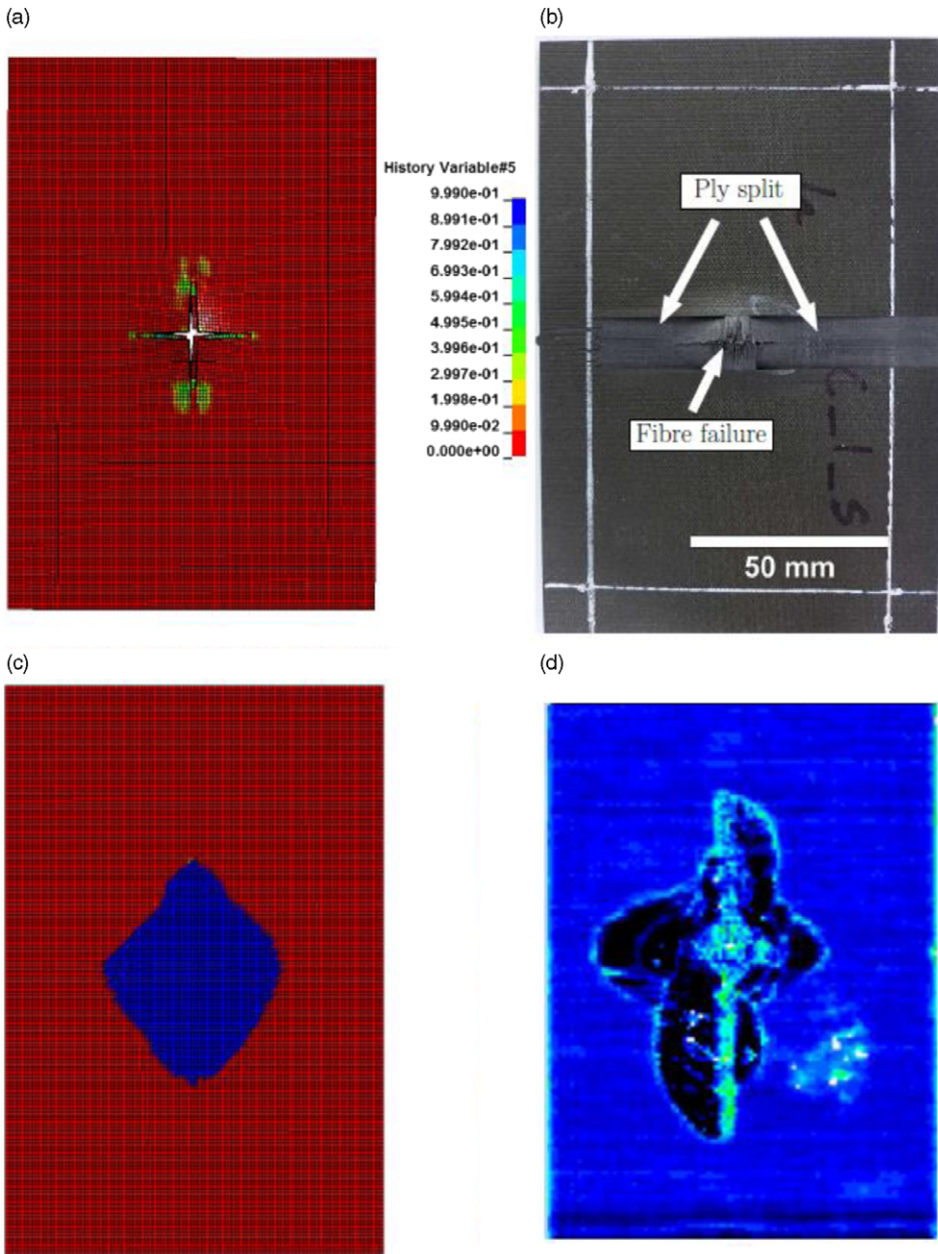 (a)
(b)
History Variable#5
9.990e-01
8.991e-01
7.992e-01
6.993e-01
5.994e-01
4.995e-01
3.996e-01
2.997e-01
1.998e-01
9.990e-02
0.000e+00
Ply split
Fibre failure
50 mm
(c)
(d)